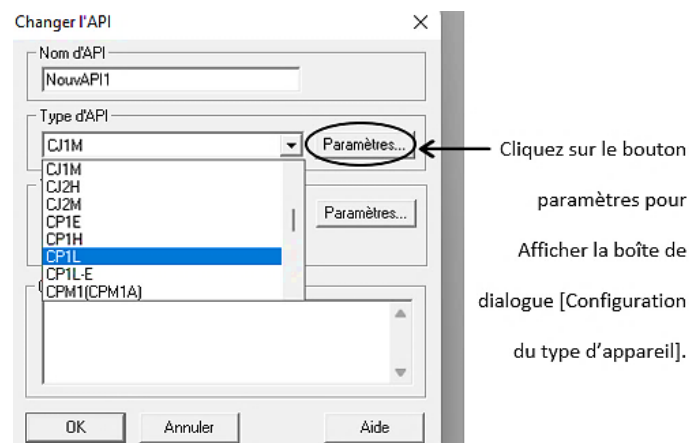 Changer l'API
Nom d'API
NouvAPI1
Type d'API
CJ1M
Paramètres...
CJ1M
CJ2H
CJ2M
CP1E
CP1H
CP1L
CP1L-E
CPM1(CPM1A)
Paramètres...
OK
Annuler
Aide
Cliquez sur le bouton
paramètres pour
Afficher la boîte de
dialogue [Configuration
du type d’appareil].